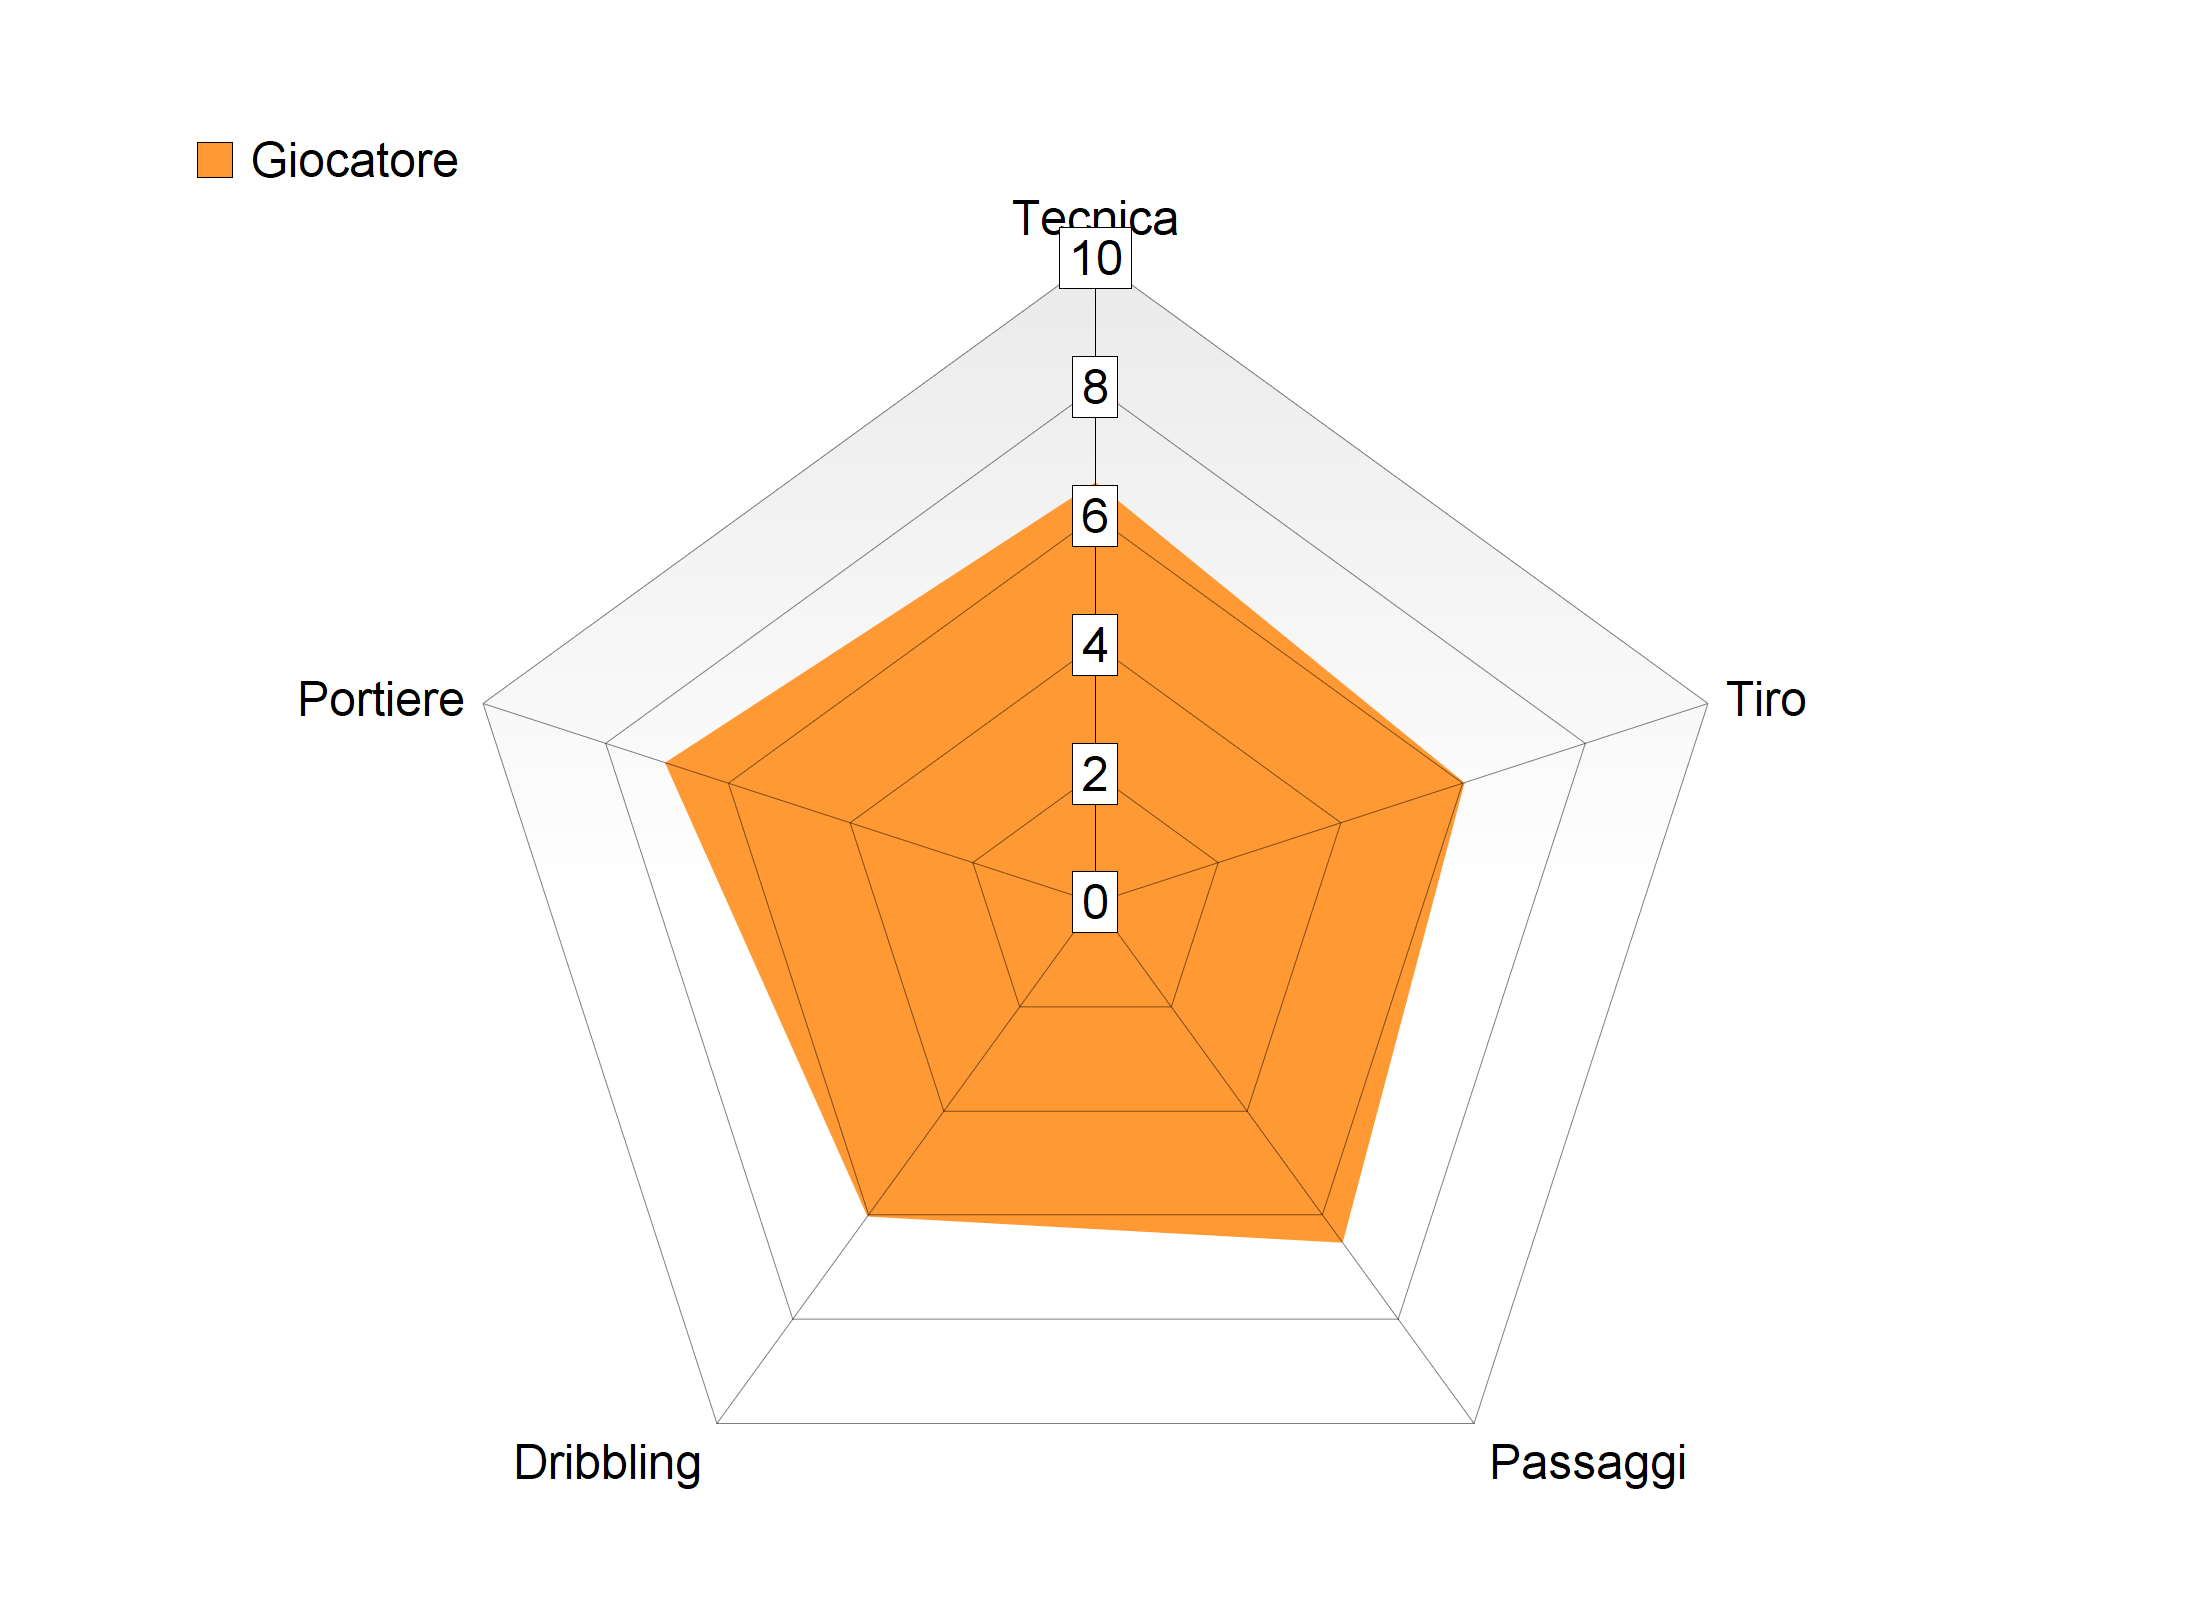 Giocatore
Tecnica
10
8
6
4
2
0
Portiere
Tiro
Dribbling
Passaggi